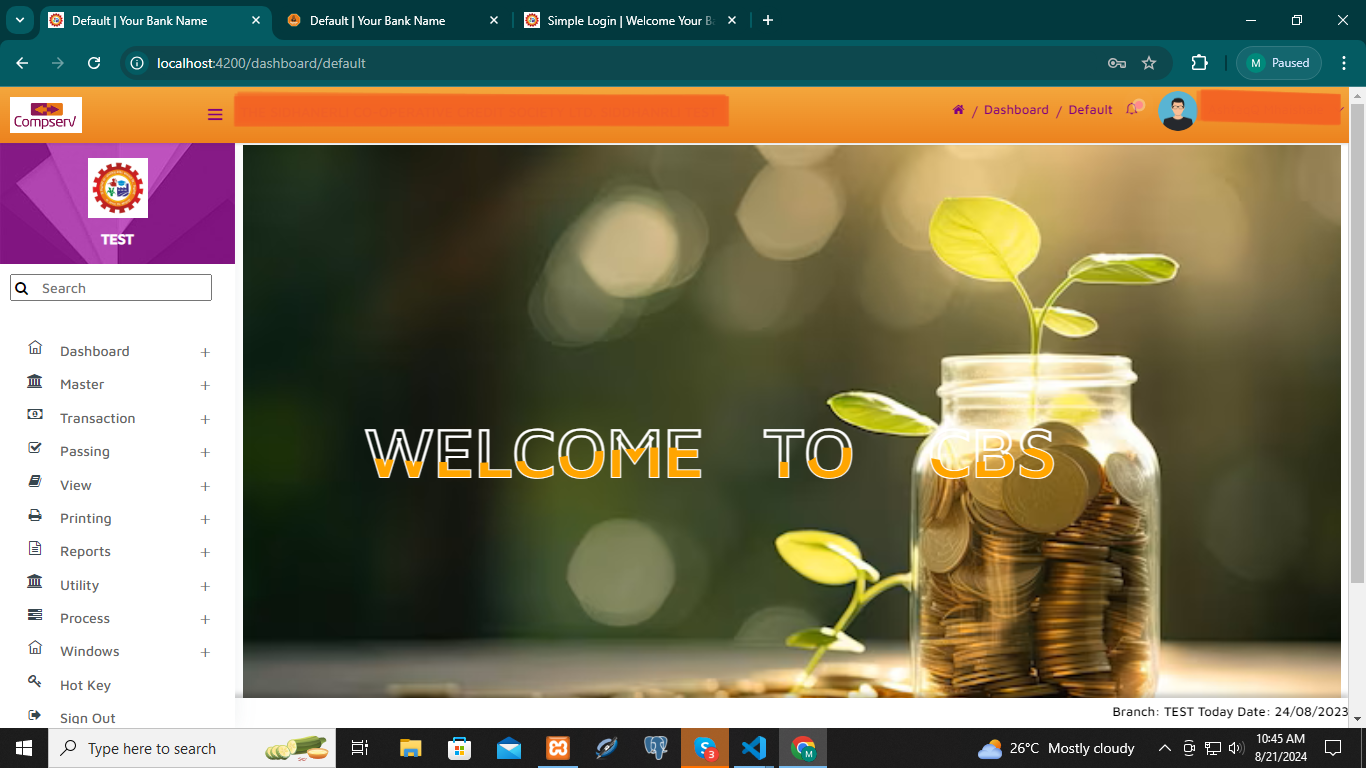 Default | Your Bank Name
Default | Your Bank Name
Simple Login | Welcome Your B
localhost:4200/dashboard/default
M Paused
CompserV
/ Dashboard / Default
TEST
Search
Dashboard +
Master +
Transaction +
Passing +
View +
Printing +
Reports +
Utility +
Process +
Windows +
Hot Key
Sign Out
WELCOME TO CBS
Branch: TEST Today Date: 24/08/2023
Type here to search
3
M
26°C Mostly cloudy
10:45 AM
8/21/2024